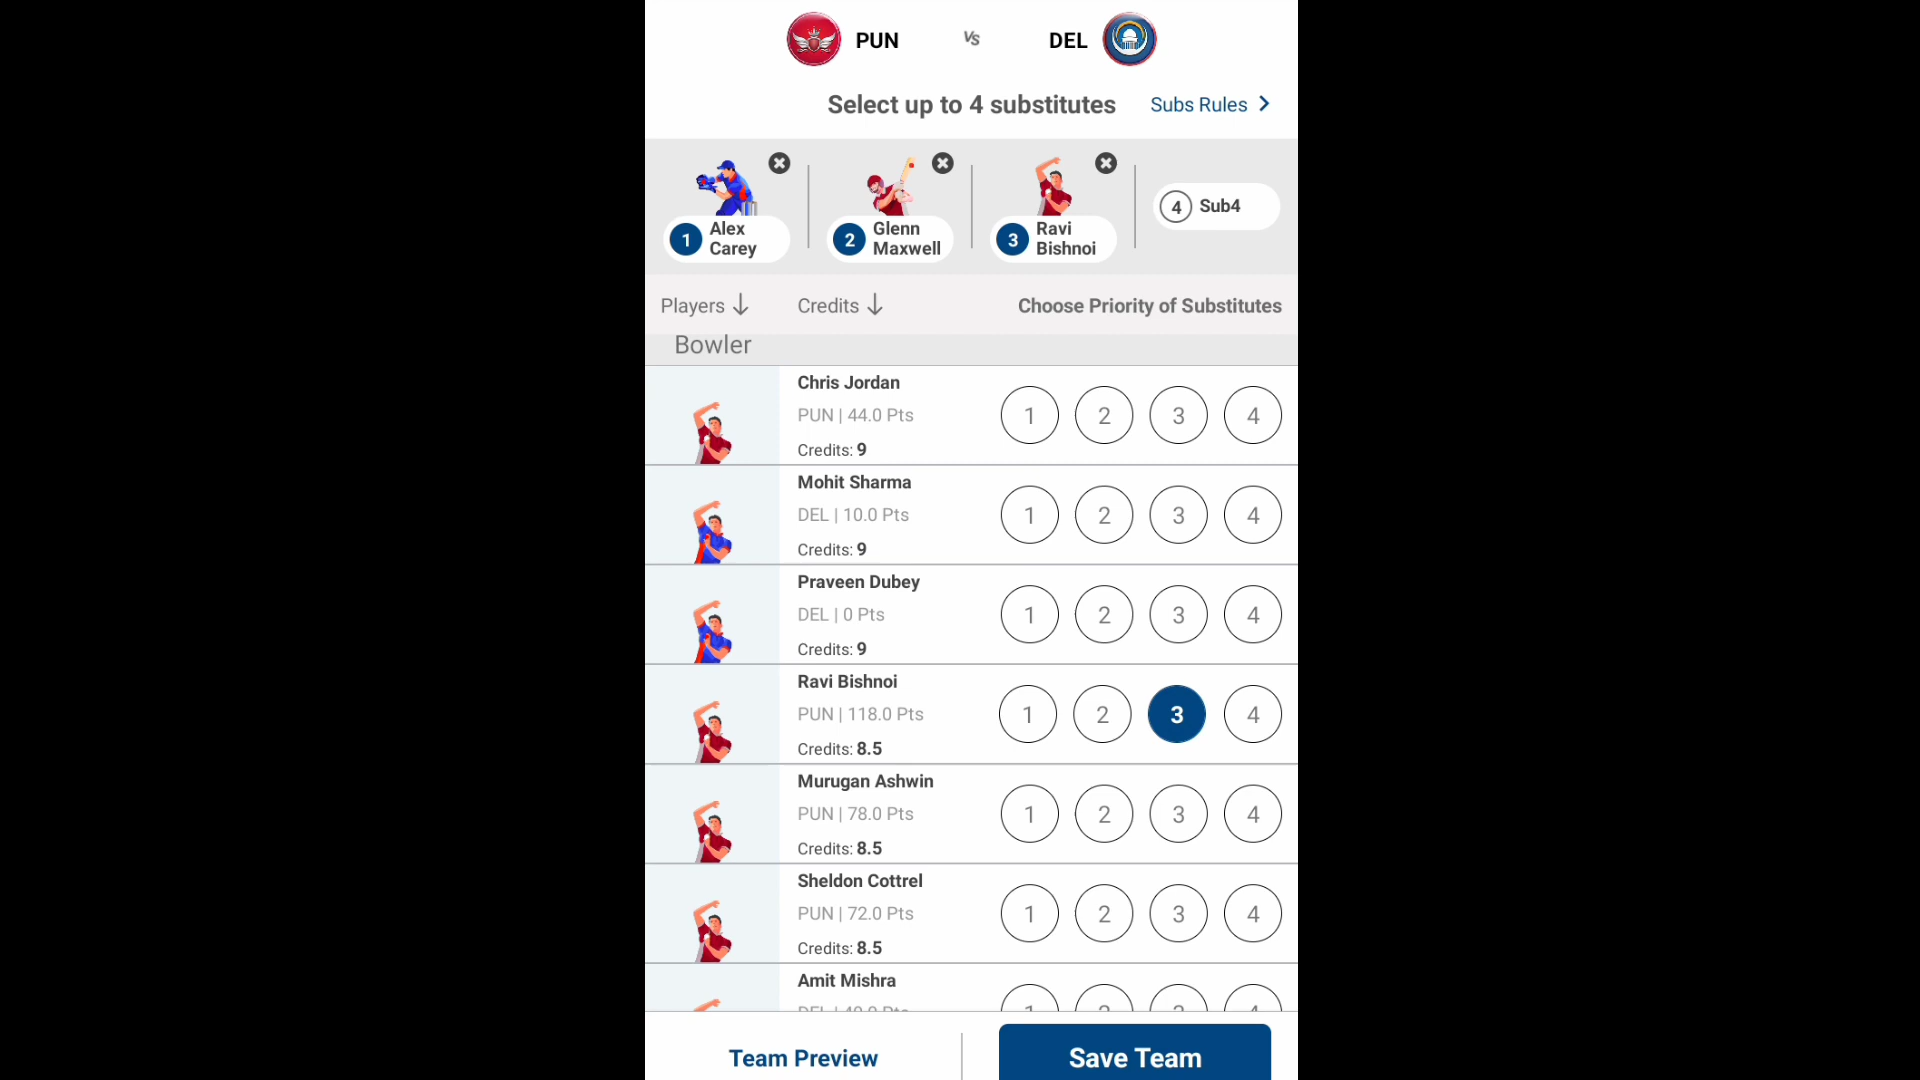 PUN vs DEL
Select up to 4 substitutes Subs Rules
1 Alex Carey
2 Glenn Maxwell
3 Ravi Bishnoi
4 Sub4
Players Credits Choose Priority of Substitutes
Bowler
Chris Jordan
PUN | 44.0 Pts 1 2 3 4
Credits: 9
Mohit Sharma
DEL | 10.0 Pts 1 2 3 4
Credits: 9
Praveen Dubey
DEL | 0 Pts 1 2 3 4
Credits: 9
Ravi Bishnoi
PUN | 118.0 Pts 1 2 3 4
Credits: 8.5
Murugan Ashwin
PUN | 78.0 Pts 1 2 3 4
Credits: 8.5
Sheldon Cottrel
PUN | 72.0 Pts 1 2 3 4
Credits: 8.5
Amit Mishra
Team Preview Save Team